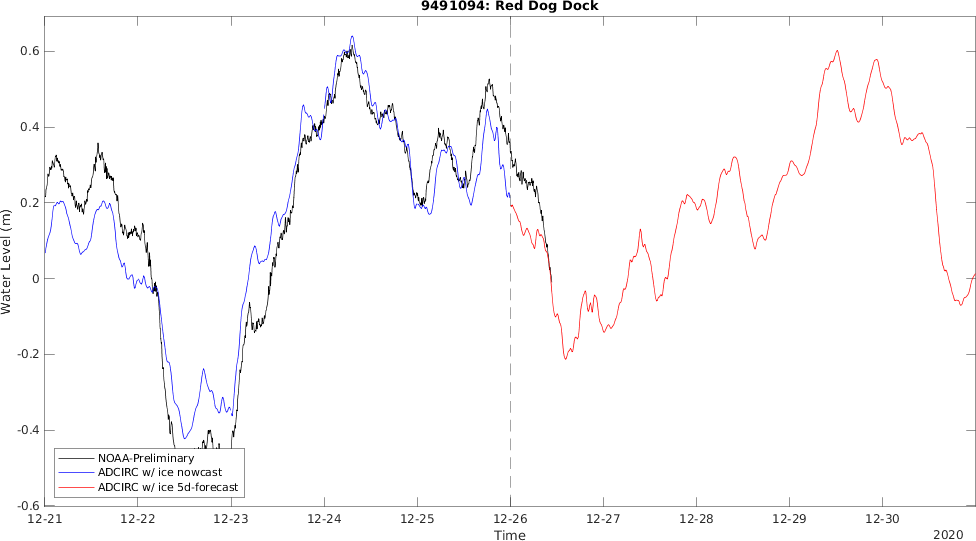 9491094: Red Dog Dock
Water Level (m)
0.6
0.4
0.2
0
-0.2
-0.4
-0.6
NOAA-Preliminary
ADCIRC w/ ice nowcast
ADCIRC w/ ice 5d-forecast
12-21 12-22 12-23 12-24 12-25 12-26 12-27 12-28 12-29 12-30
Time
2020